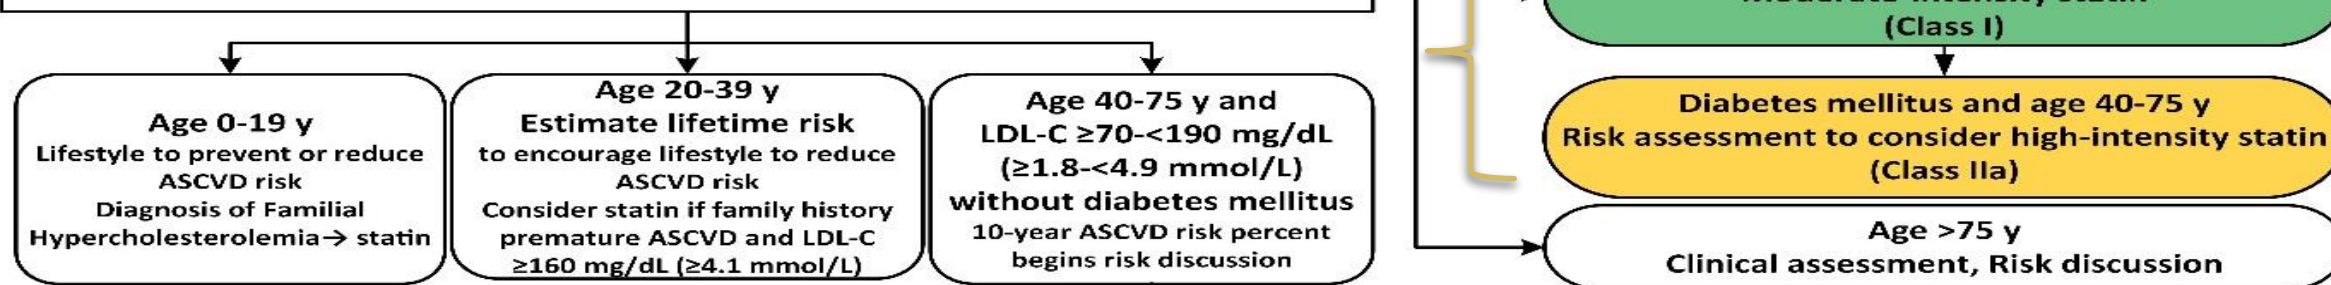 Age 0-19 y
Lifestyle to prevent or reduce
ASCVD risk
Diagnosis of Familial
Hypercholesterolemia→ statin
Age 20-39 y
Estimate lifetime risk
to encourage lifestyle to reduce
ASCVD risk
Consider statin if family history
premature ASCVD and LDL-C
≥160 mg/dL (≥4.1 mmol/L)
Age 40-75 y and
LDL-C ≥70-<190 mg/dL
(≥1.8-<4.9 mmol/L)
without diabetes mellitus
10-year ASCVD risk percent
begins risk discussion
Moderate-intensity statin
(Class I)
Diabetes mellitus and age 40-75 y
Risk assessment to consider high-intensity statin
(Class IIa)
Age >75 y
Clinical assessment, Risk discussion